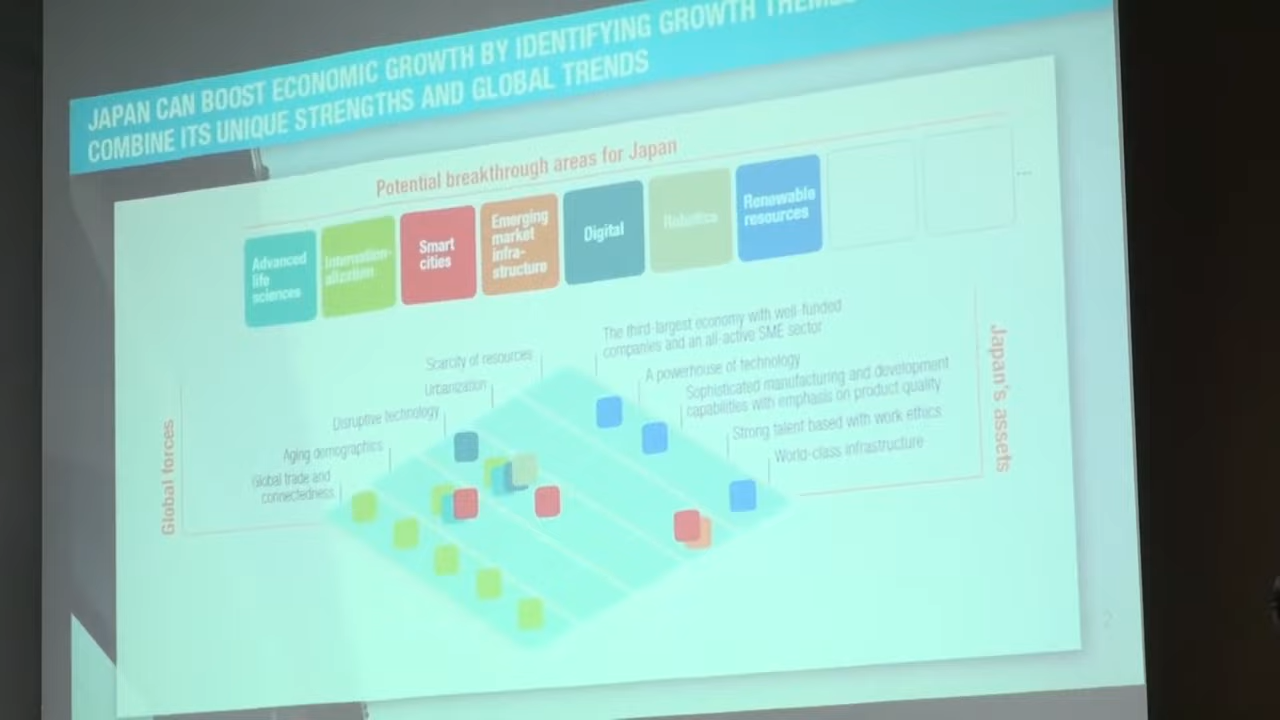 JAPAN CAN BOOST ECONOMIC GROWTH BY IDENTIFYING GROWTH THEMES
COMBINE ITS UNIQUE STRENGTHS AND GLOBAL TRENDS
Potential breakthrough areas for Japan
Advanced
life
sciences
Internation-
alization
Smart
cities
Emerging
market
infra-
structure
Digital
Robotics
Renewable
resources
...
Global forces
Scarcity of resources
Urbanization
Disruptive technology
Aging demographics
Global trade and
connectedness
The third-largest economy with well-funded
companies and an all-active SME sector
A powerhouse of technology
Sophisticated manufacturing and development
capabilities with emphasis on product quality
Strong talent based with work ethics
World-class infrastructure
Japan's assets
2